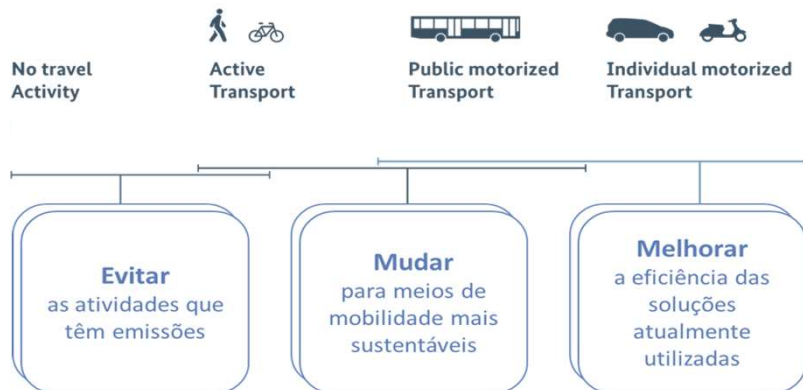 No travel
Activity
Active
Transport
Public motorized
Transport
Individual motorized
Transport
Evitar
as atividades que
têm emissões
Mudar
para meios de
mobilidade mais
sustentáveis
Melhorar
a eficiência das
soluções
atualmente
utilizadas